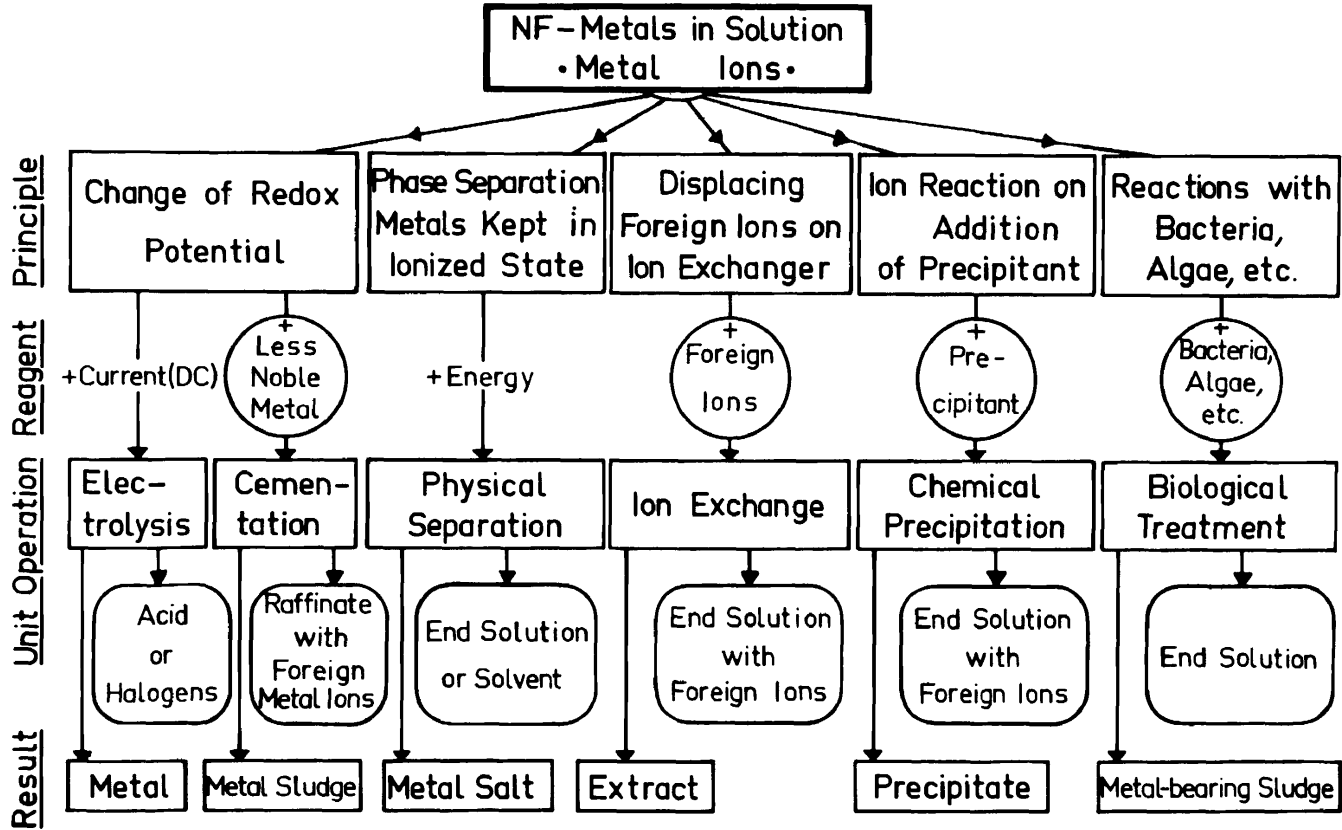 NF-Metals in Solution
·Metal Ions·
Principle
Change of Redox
Potential
Phase Separation
Metals Kept in
Ionized State
Displacing
Foreign Ions on
Ion Exchanger
Ion Reaction on
Addition
of Precipitant
Reactions with
Bacteria,
Algae, etc.
Reagent
+Current(DC)
+
Less
Noble
Metal
+Energy
+
Foreign
Ions
+
Pre-
cipitant
+
Bacteria,
Algae,
etc.
Unit Operation
Elec-
trolysis
Cemen-
tation
Physical
Separation
Ion Exchange
Chemical
Precipitation
Biological
Treatment
Acid
or
Halogens
Raffinate
with
Foreign
Metal Ions
End Solution
or Solvent
End Solution
with
Foreign Ions
End Solution
with
Foreign Ions
End Solution
Result
Metal
Metal Sludge
Metal Salt
Extract
Precipitate
Metal-bearing Sludge